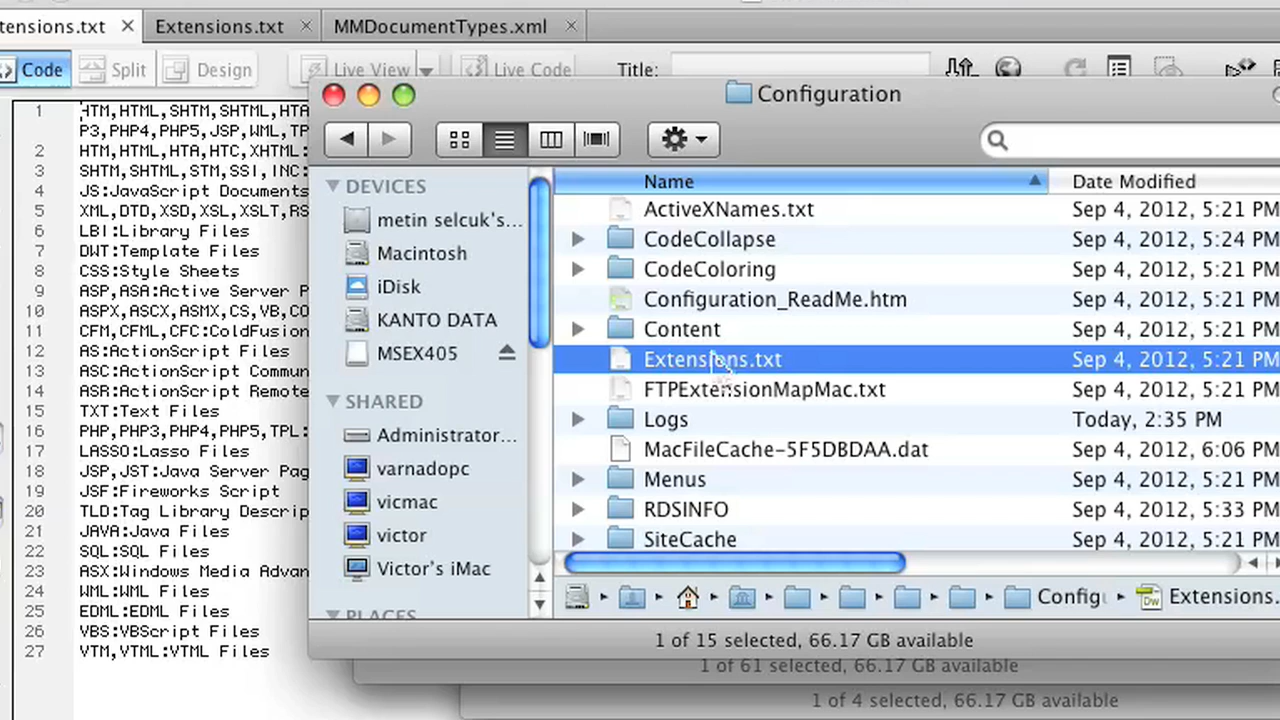 tensions.txt
Extensions.txt
MMDocumentTypes.xml
Code
Split
Design
Live View
Live Code
Title:
1
HTM,HTML,SHTM,SHTML,HTA
P3,PHP4,PHP5,JSP,WML,TP
2
HTM,HTML,HTA,HTC,XHTML:
3
SHTM,SHTML,STM,SSI,INC:
4
JS:JavaScript Documents
5
XML,DTD,XSD,XSL,XSLT,RS
6
LBI:Library Files
7
DWT:Template Files
8
CSS:Style Sheets
9
ASP,ASA:Active Server P
10
ASPX,ASCX,ASMX,CS,VB,CO
11
CFM,CFML,CFC:ColdFusion
12
AS:ActionScript Files
13
ASC:ActionScript Commun
14
ASR:ActionScript Remote
15
TXT:Text Files
16
PHP,PHP3,PHP4,PHP5,TPL:
17
LASSO:Lasso Files
18
JSP,JST:Java Server Pag
19
JSF:Fireworks Script
20
TLD:Tag Library Descrip
21
JAVA:Java Files
22
SQL:SQL Files
23
ASX:Windows Media Advan
24
WML:WML Files
25
EDML:EDML Files
26
VBS:VBScript Files
27
VTM,VTML:VTML Files
Configuration
DEVICES
metin selcuk's...
Macintosh
iDisk
KANTO DATA
MSEX405
SHARED
Administrator...
varnadopc
vicmac
victor
Victor's iMac
PLACES
Name
Date Modified
ActiveXNames.txt
Sep 4, 2012, 5:21 PM
CodeCollapse
Sep 4, 2012, 5:24 PM
CodeColoring
Sep 4, 2012, 5:21 PM
Configuration_ReadMe.htm
Sep 4, 2012, 5:21 PM
Content
Sep 4, 2012, 5:21 PM
Extensions.txt
Sep 4, 2012, 5:21 PM
FTPExtensionMapMac.txt
Sep 4, 2012, 5:21 PM
Logs
Today, 2:35 PM
MacFileCache-5F5DBDAA.dat
Sep 4, 2012, 6:06 PM
Menus
Sep 4, 2012, 5:21 PM
RDSINFO
Sep 4, 2012, 5:33 PM
SiteCache
Sep 4, 2012, 5:21 PM
Config
Extensions.
1 of 15 selected, 66.17 GB available
1 of 61 selected, 66.17 GB available
1 of 4 selected, 66.17 GB available